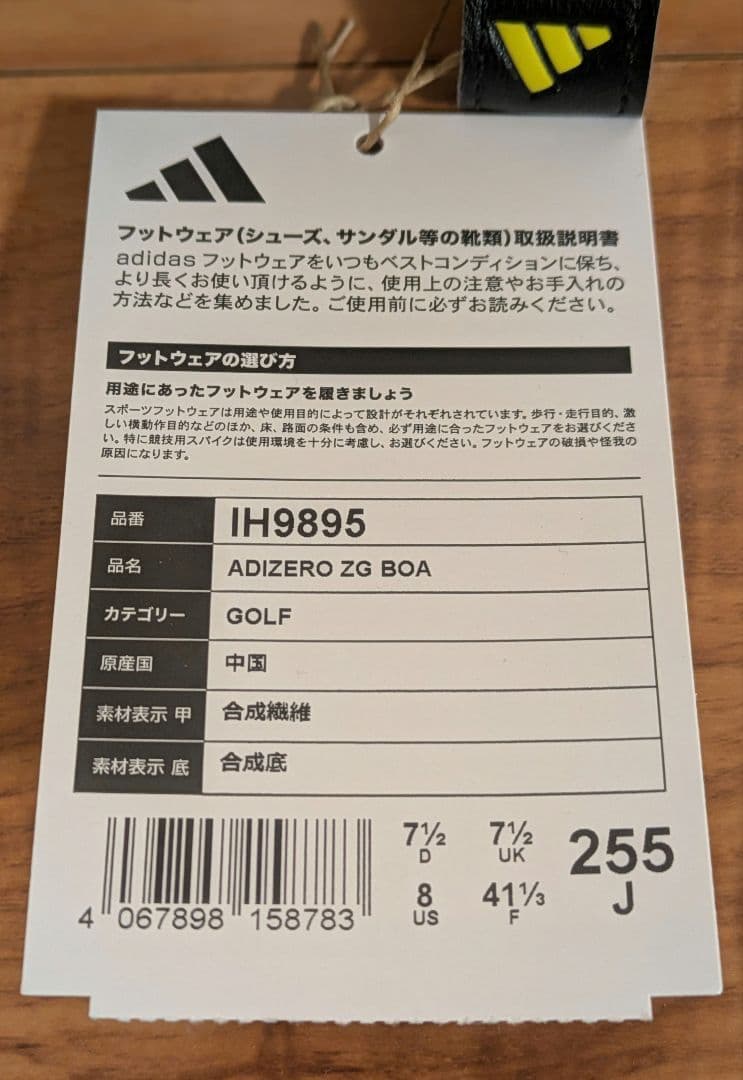 フットウェア(シューズ、サンダル等の靴類)取扱説明書
adidas フットウェアをいつもベストコンディションに保ち、
より長くお使い頂けるように、使用上の注意やお手入れの
方法などを集めました。ご使用前に必ずお読みください。
フットウェアの選び方
用途にあったフットウェアを履きましょう
スポーツフットウェアは用途や使用目的によって設計がそれぞれされています。歩行・走行目的、激
しい横動作目的などのほか、床、路面の条件も含め、必ず用途に合ったフットウェアをお選びくださ
い。特に競技用スパイクは使用環境を十分に考慮し、お選びください。フットウェアの破損や怪我の
原因になります。
品番 IH9895
品名 ADIZERO ZG BOA
カテゴリー GOLF
原産国 中国
素材表示 甲 合成繊維
素材表示 底 合成底
7½ 7½ 255
D UK J
8 41⅓
US F
4 067898 158783